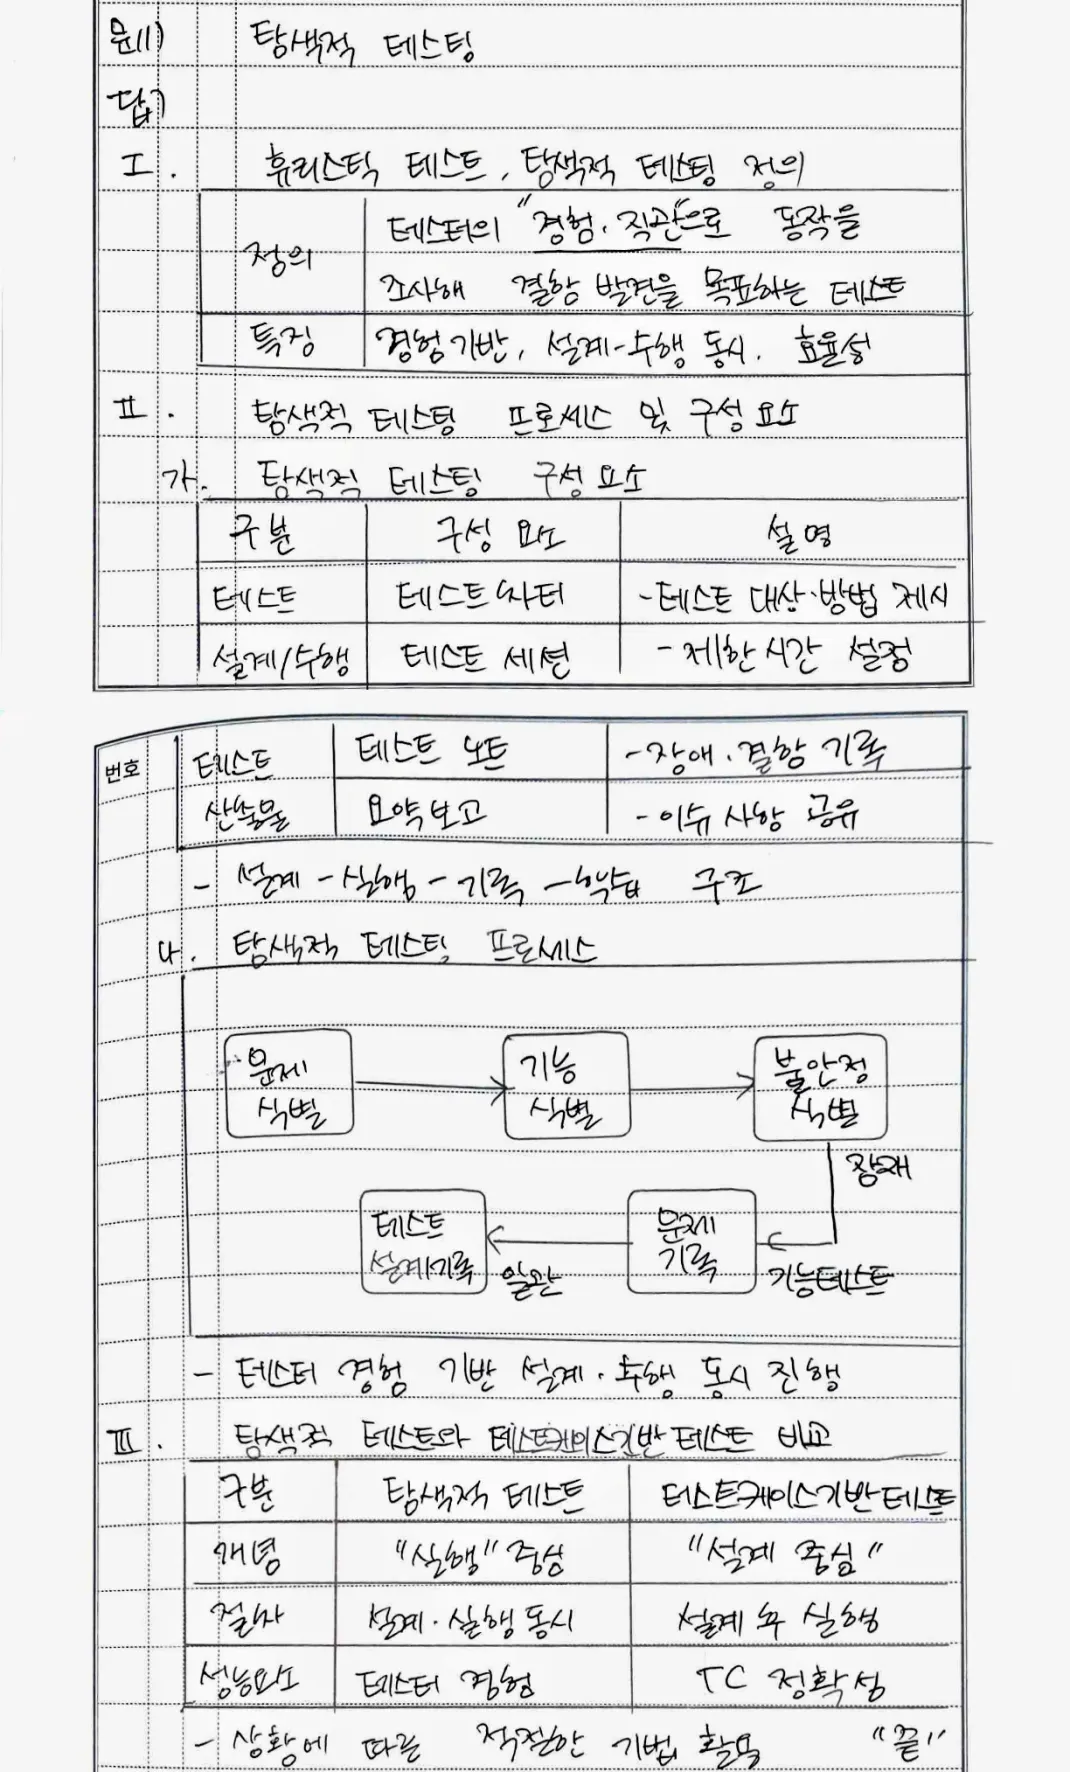 문11) 탐색적 테스팅
답)
I. 휴리스틱 테스트, 탐색적 테스팅 정의
정의 테스터의 "경험·직관"으로 동작을
조사해 결함 발견을 목표하는 테스트
특징 경험기반, 설계-수행 동시, 효율성
II. 탐색적 테스팅 프로세스 및 구성요소
가. 탐색적 테스팅 구성요소
구분 구성요소 설명
테스트 테스트 차터 -테스트 대상·방법 제시
설계/수행 테스트 세션 -제한시간 설정
번호 테스트 테스트 노트 -장애·결함 기록
산출물 요약보고 -이슈사항 공유
- 설계-실행-기록-학습 구조
나. 탐색적 테스팅 프로세스
문제 기능 불안정
식별 식별 식별
잠재
테스트 문제
설계/기록 일관 기록 기능테스트
- 테스터 경험 기반 설계·수행 동시 진행
III. 탐색적 테스트와 테스트케이스기반테스트 비교
구분 탐색적 테스트 테스트케이스기반테스트
개념 "실행"중심 "설계 중심"
절차 설계·실행 동시 설계 후 실행
성능요소 테스터 경험 TC 정확성
- 상황에 따른 적절한 기법 활용 "끝"